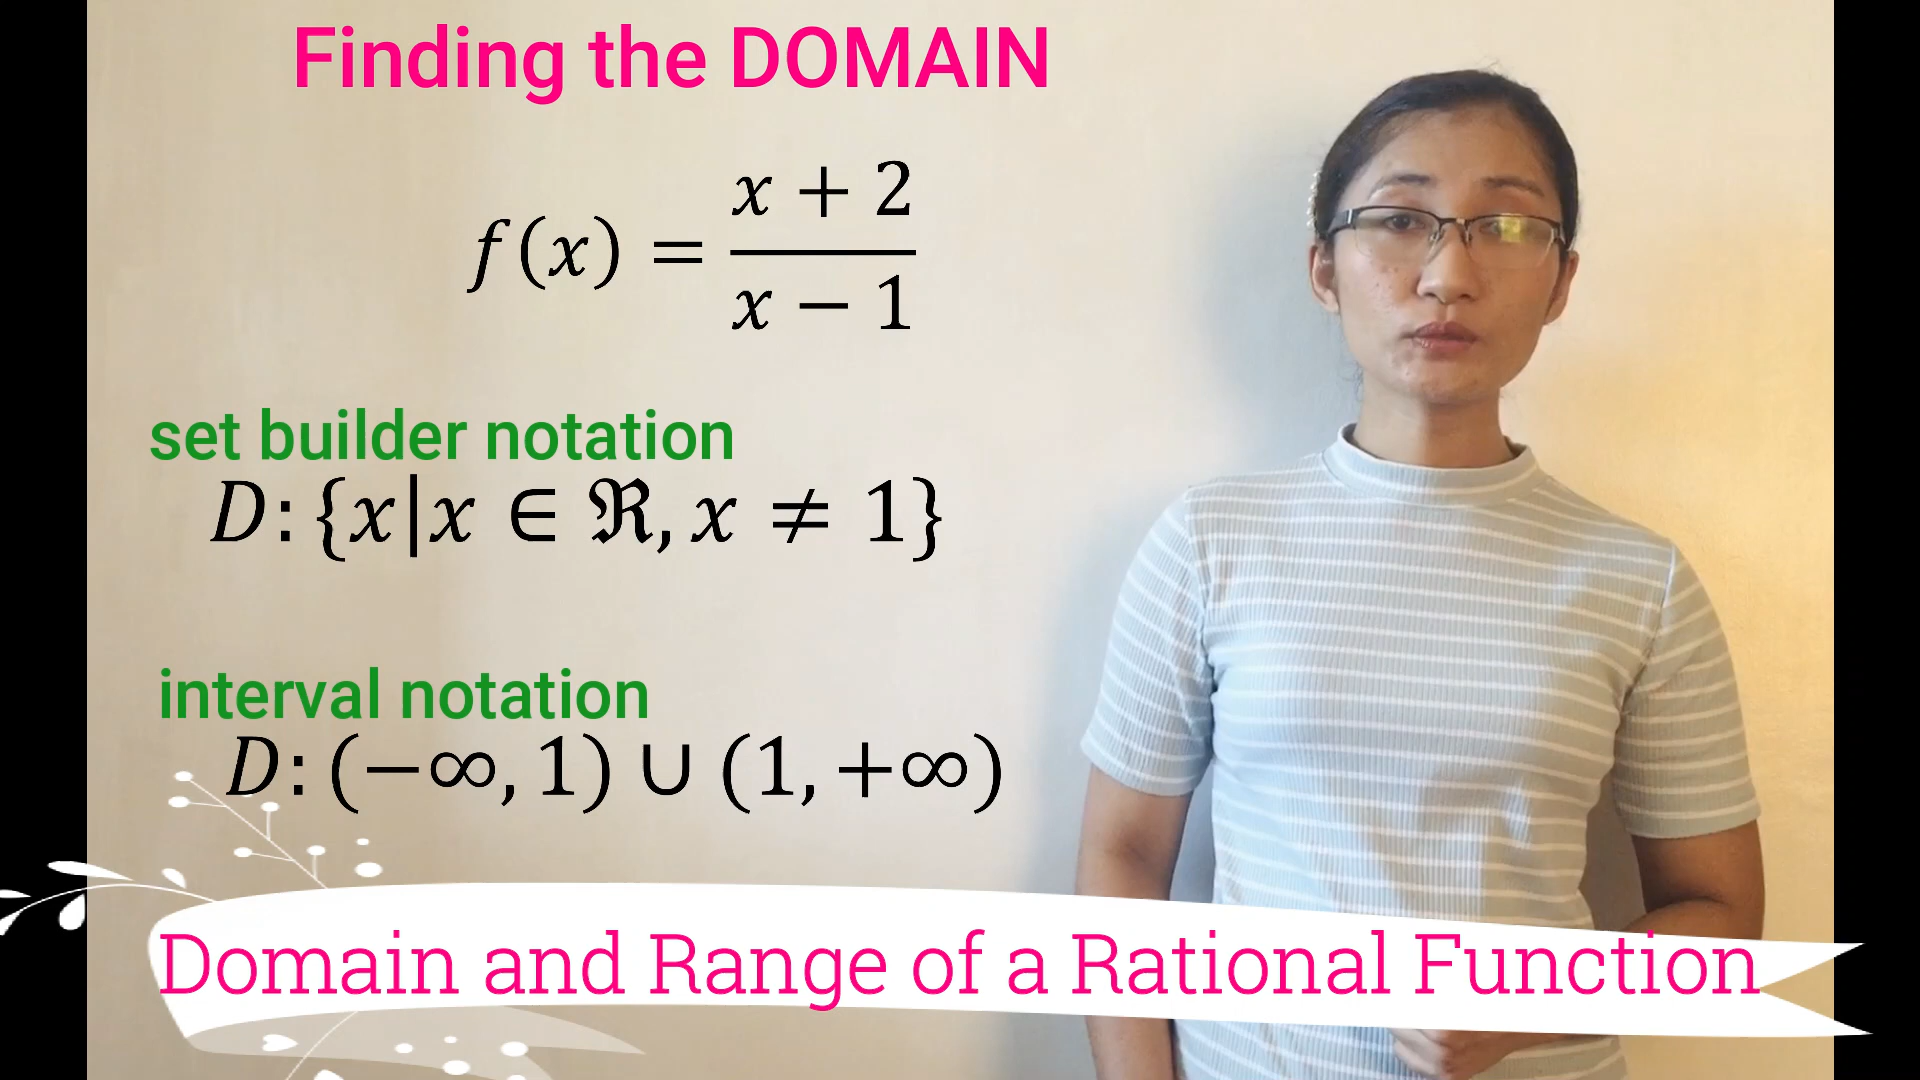 Finding the DOMAIN
f(x) = \frac{x + 2}{x - 1}
set builder notation
D: {x|x ∈ ℜ, x ≠ 1}
interval notation
D: (−∞, 1) ∪ (1, +∞)
Domain and Range of a Rational Function